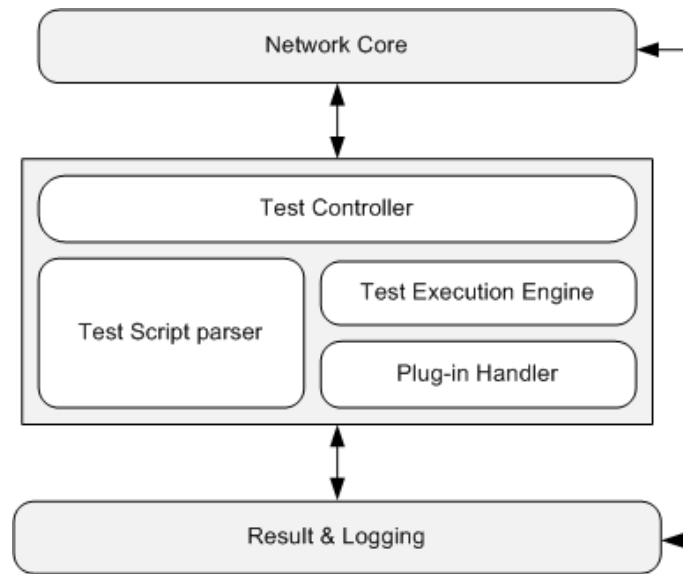 Network Core
Test Controller
Test Script parser
Test Execution Engine
Plug-in Handler
Result & Logging